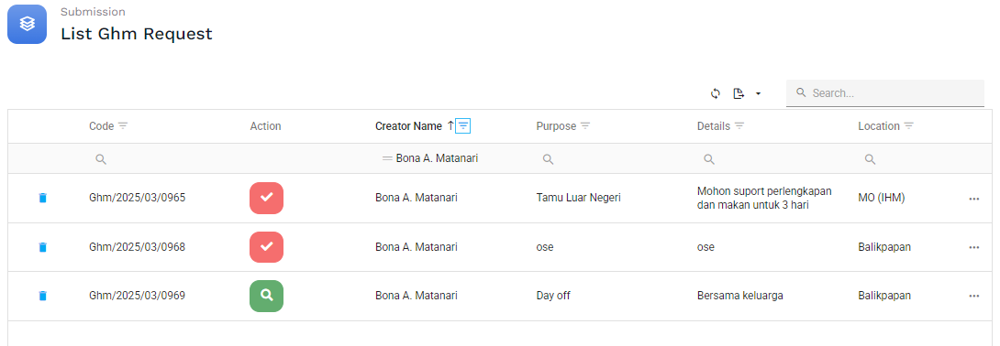 Submission
List Ghm Request
Search...
Code Action Creator Name Purpose Details Location
Bona A. Matanari
Ghm/2025/03/0965 Bona A. Matanari Tamu Luar Negeri Mohon suport perlengkapan dan makan untuk 3 hari MO (IHM)
Ghm/2025/03/0968 Bona A. Matanari ose ose Balikpapan
Ghm/2025/03/0969 Bona A. Matanari Day off Bersama keluarga Balikpapan